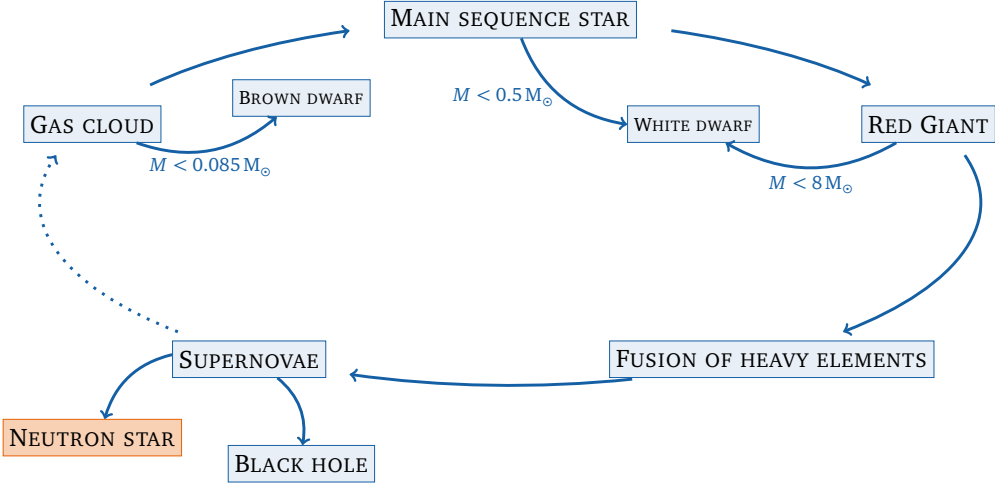 MAIN SEQUENCE STAR
M < 0.5 M☉
BROWN DWARF
GAS CLOUD
WHITE DWARF
RED GIANT
M < 0.085 M☉
M < 8 M☉
SUPERNOVAE
FUSION OF HEAVY ELEMENTS
NEUTRON STAR
BLACK HOLE